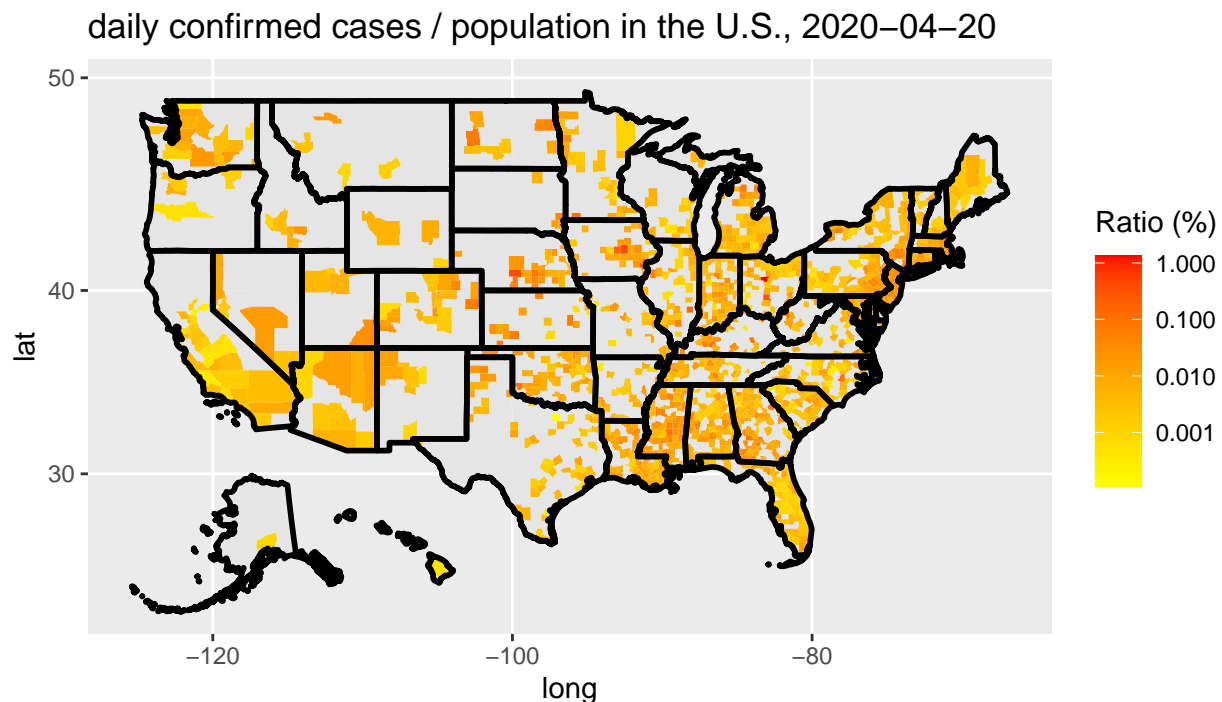 daily confirmed cases / population in the U.S., 2020−04−20
50
40
30
lat
−120
−100
−80
long
Ratio (%)
1.000
0.100
0.010
0.001